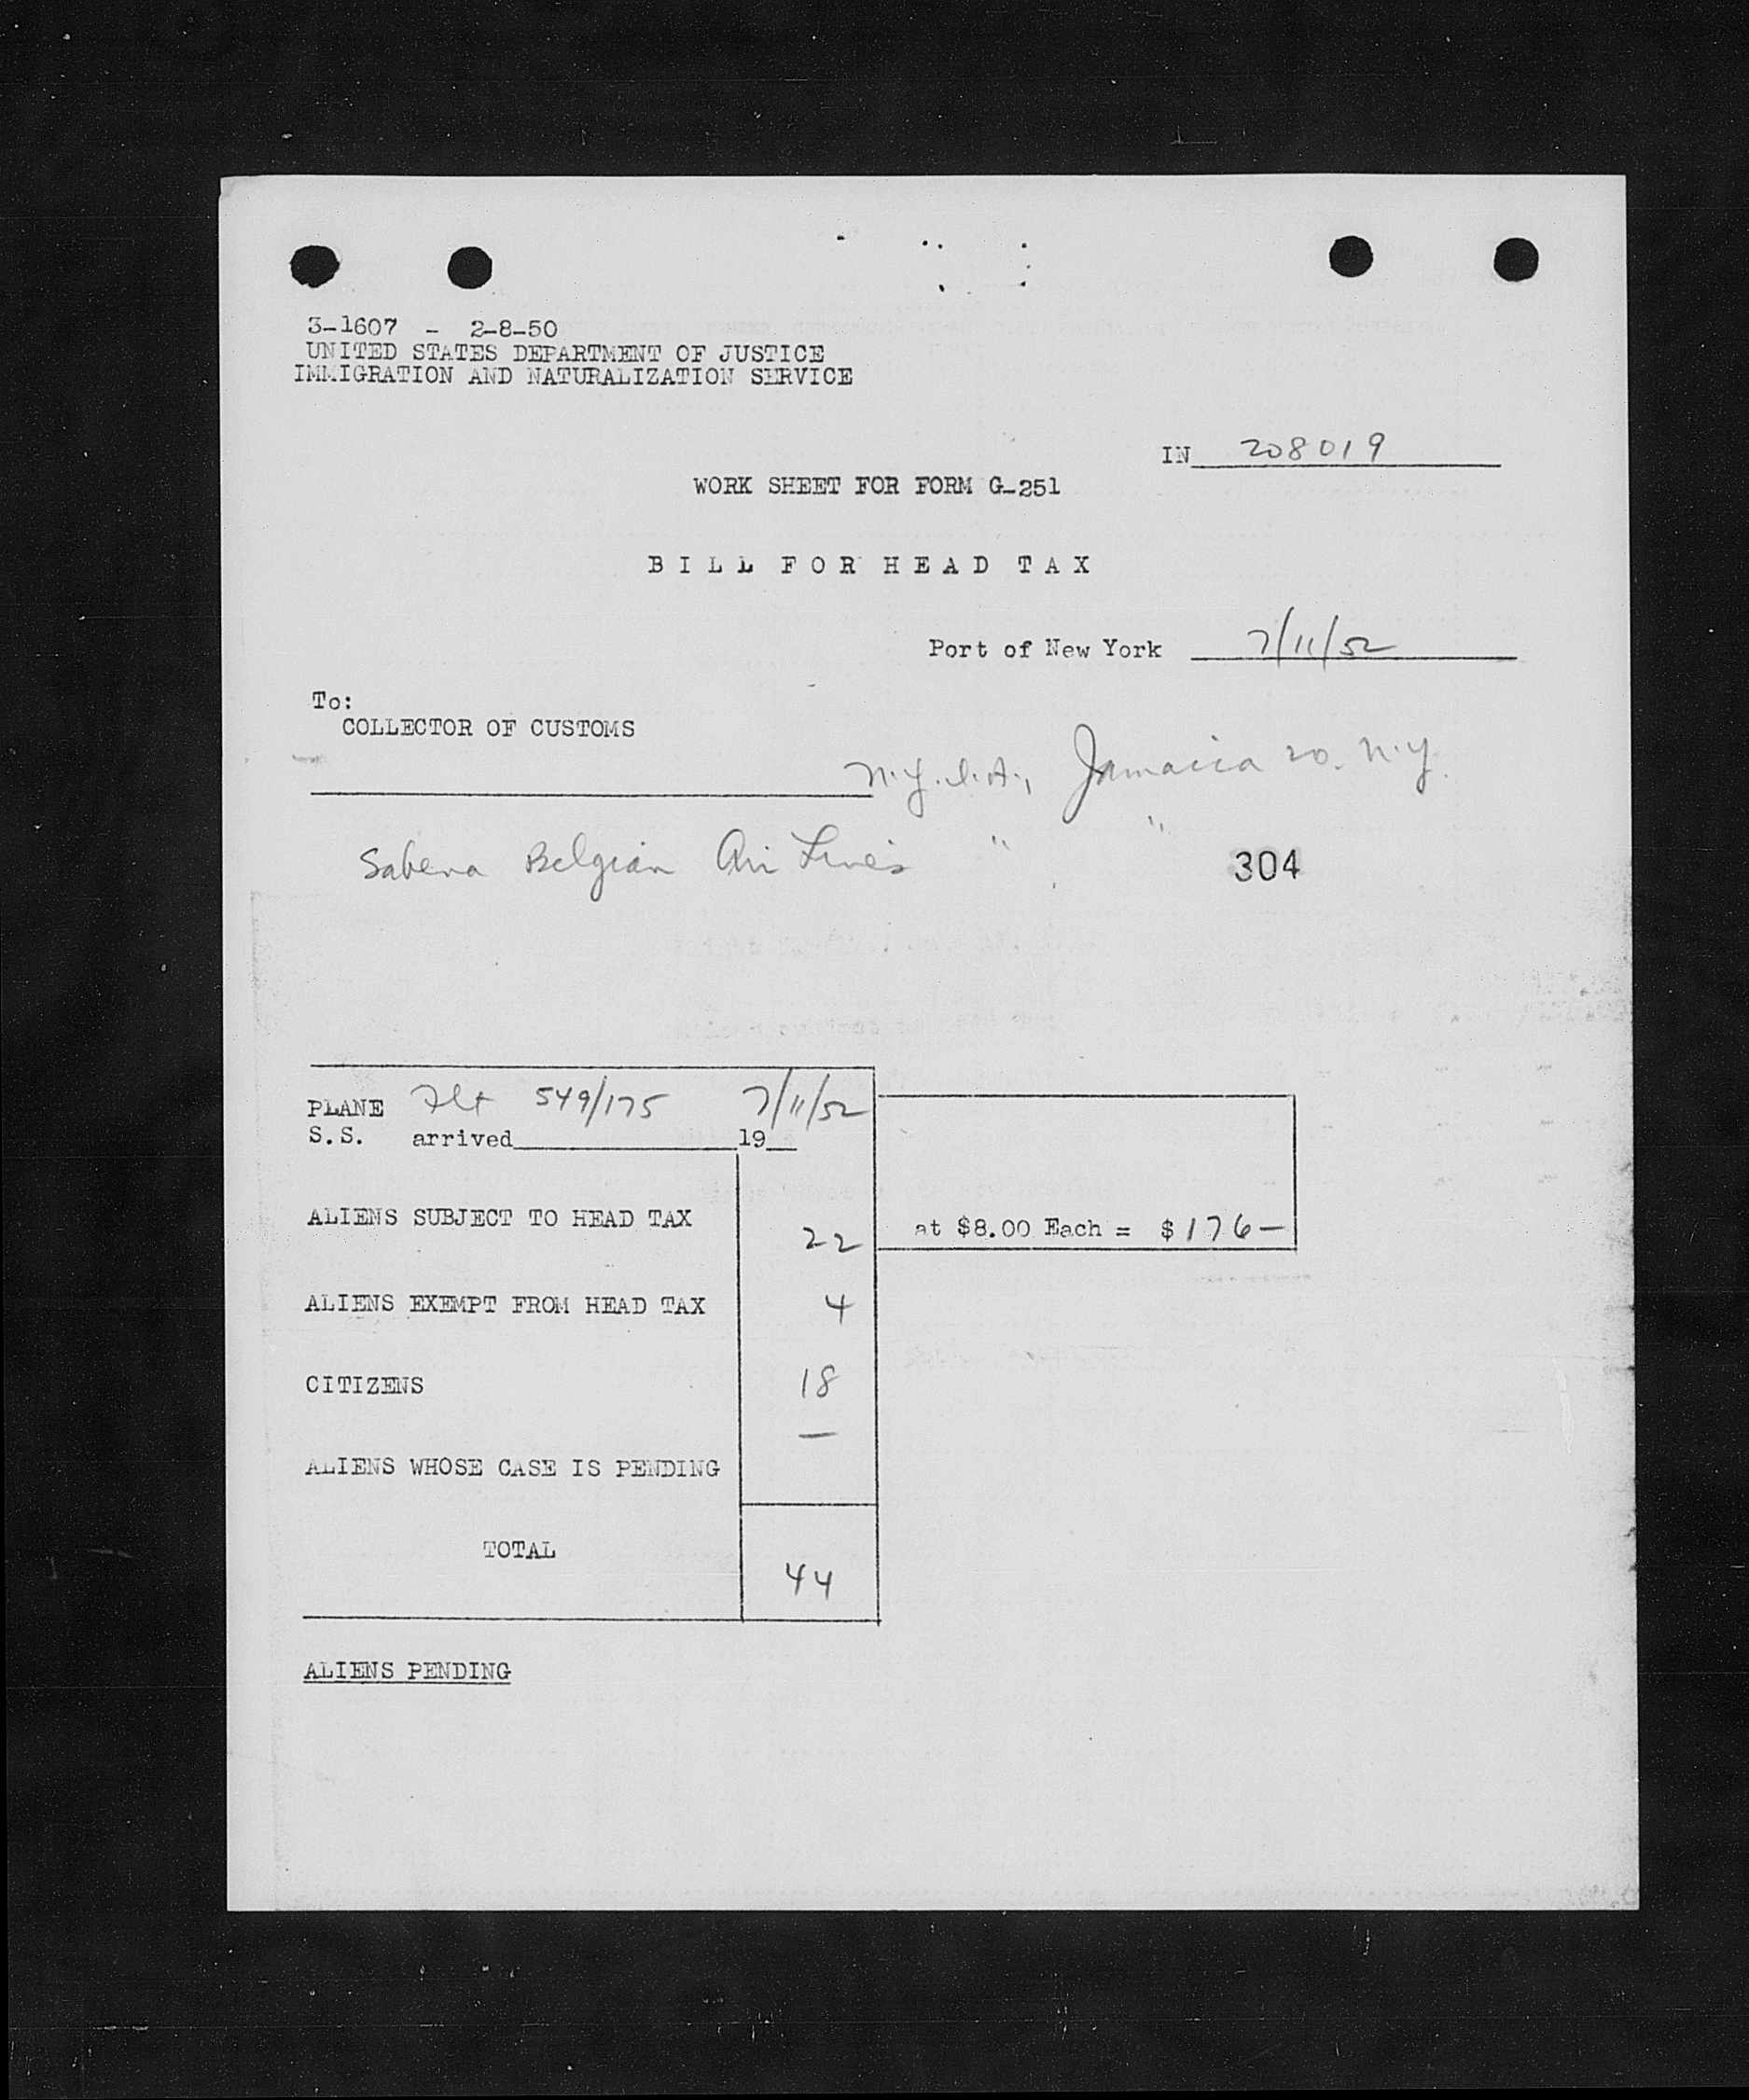 3-1607 - 2-8-50
UNITED STATES DEPARTMENT OF JUSTICE
IMMIGRATION AND NATURALIZATION SERVICE
IN 208019
WORK SHEET FOR FORM G-251
BILL FOR HEAD TAX
Port of New York 7/11/52
To:
COLLECTOR OF CUSTOMS
N.Y.I.A., Jamaica 20. N.Y.
Sabena Belgian Air Lines " "
304
PLANE Flt 549/175 7/11/52
S.S. arrived 19
ALIENS SUBJECT TO HEAD TAX 22 at $8.00 Each = $176—
ALIENS EXEMPT FROM HEAD TAX 4
CITIZENS 18
ALIENS WHOSE CASE IS PENDING —
TOTAL 44
ALIENS PENDING